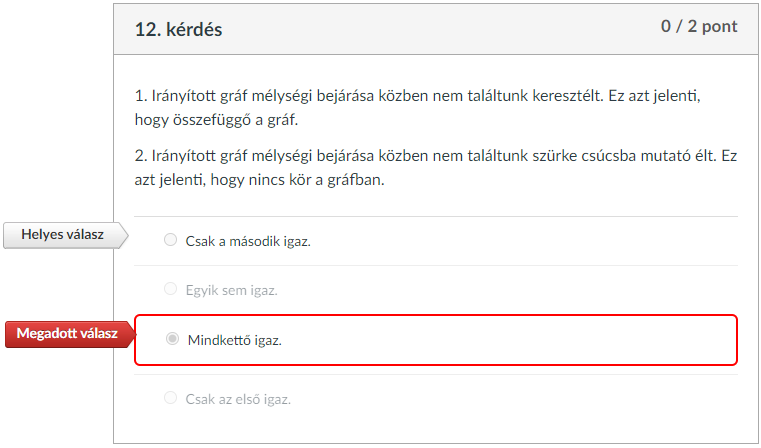 12. kérdés
0 / 2 pont
1. Irányított gráf mélységi bejárása közben nem találtunk keresztélt. Ez azt jelenti,
hogy összefüggő a gráf.
2. Irányított gráf mélységi bejárása közben nem találtunk szürke csúcsba mutató élt. Ez
azt jelenti, hogy nincs kör a gráfban.
Helyes válasz
Csak a második igaz.
Egyik sem igaz.
Megadott válasz
Mindkettő igaz.
Csak az első igaz.